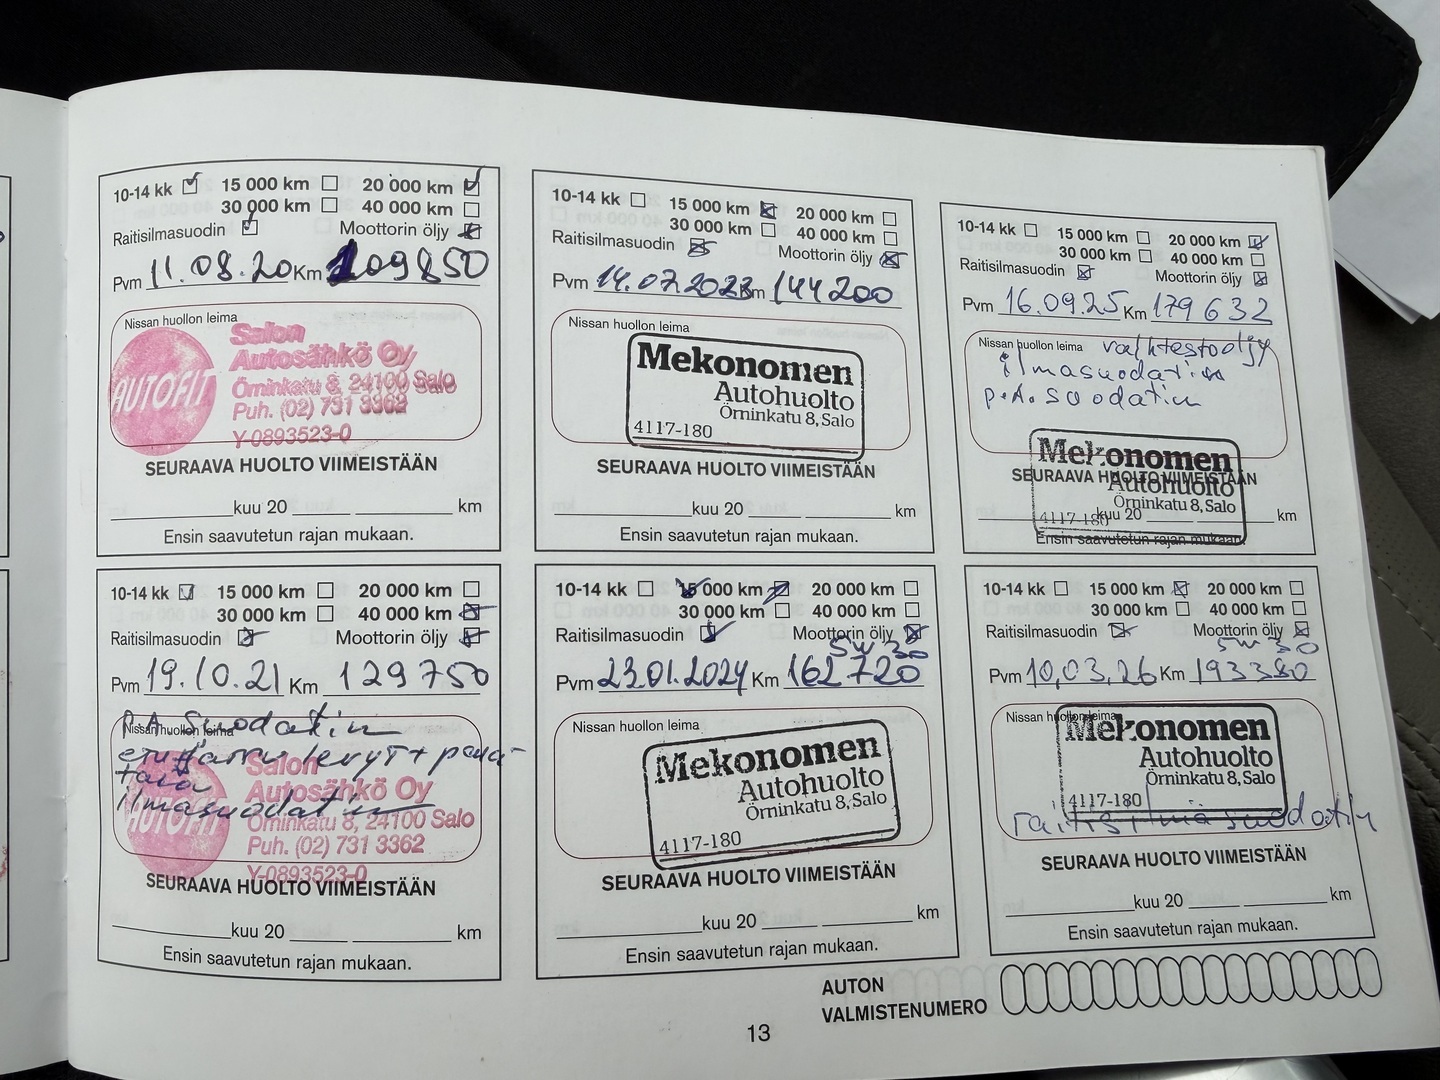 10-14 kk 15 000 km 20 000 km
30 000 km 40 000 km
Raitisilmasuodin Moottorin öljy
Pvm 11.08.20 Km 109850
Nissan huollon leima
AUTOFIT
Salon
Autosähkö Oy
Örninkatu 8, 24100 Salo
Puh. (02) 731 3362
Y-0893523-0
SEURAAVA HUOLTO VIIMEISTÄÄN
kuu 20 km
Ensin saavutetun rajan mukaan.
10-14 kk 15 000 km 20 000 km
30 000 km 40 000 km
Raitisilmasuodin Moottorin öljy
Pvm 19.10.21 Km 129750
P.A. Suodatin
Nissan huollon leima
ilmasuodatin
AUTOFIT
Salon
Autosähkö Oy
Örninkatu 8, 24100 Salo
Puh. (02) 731 3362
Y-0893523-0
SEURAAVA HUOLTO VIIMEISTÄÄN
kuu 20 km
Ensin saavutetun rajan mukaan.
10-14 kk 15 000 km 20 000 km
30 000 km 40 000 km
Raitisilmasuodin Moottorin öljy
Pvm 14.07.2023 Km 144200
Nissan huollon leima
Mekonomen
Autohuolto
Örninkatu 8, Salo
4117-180
SEURAAVA HUOLTO VIIMEISTÄÄN
kuu 20 km
Ensin saavutetun rajan mukaan.
10-14 kk 15 000 km 20 000 km
30 000 km 40 000 km
Raitisilmasuodin Moottorin öljy
5W30
Pvm 23.01.2024 Km 162720
Nissan huollon leima
Mekonomen
Autohuolto
Örninkatu 8, Salo
4117-180
SEURAAVA HUOLTO VIIMEISTÄÄN
kuu 20 km
Ensin saavutetun rajan mukaan.
10-14 kk 15 000 km 20 000 km
30 000 km 40 000 km
Raitisilmasuodin Moottorin öljy
Pvm 16.09.25 Km 179632
Nissan huollon leima
ilmasuodatin
p.A. suodatin
Mekonomen
Autohuolto
Örninkatu 8, Salo
4117-180
SEURAAVA HUOLTO VIIMEISTÄÄN
kuu 20 km
Ensin saavutetun rajan mukaan.
10-14 kk 15 000 km 20 000 km
30 000 km 40 000 km
Raitisilmasuodin Moottorin öljy
5W30
Pvm 10,03,26 Km 193380
Nissan huollon leima
Mekonomen
Autohuolto
Örninkatu 8, Salo
4117-180
raitisilmasuodatin
SEURAAVA HUOLTO VIIMEISTÄÄN
kuu 20 km
Ensin saavutetun rajan mukaan.
AUTON
VALMISTENUMERO
13